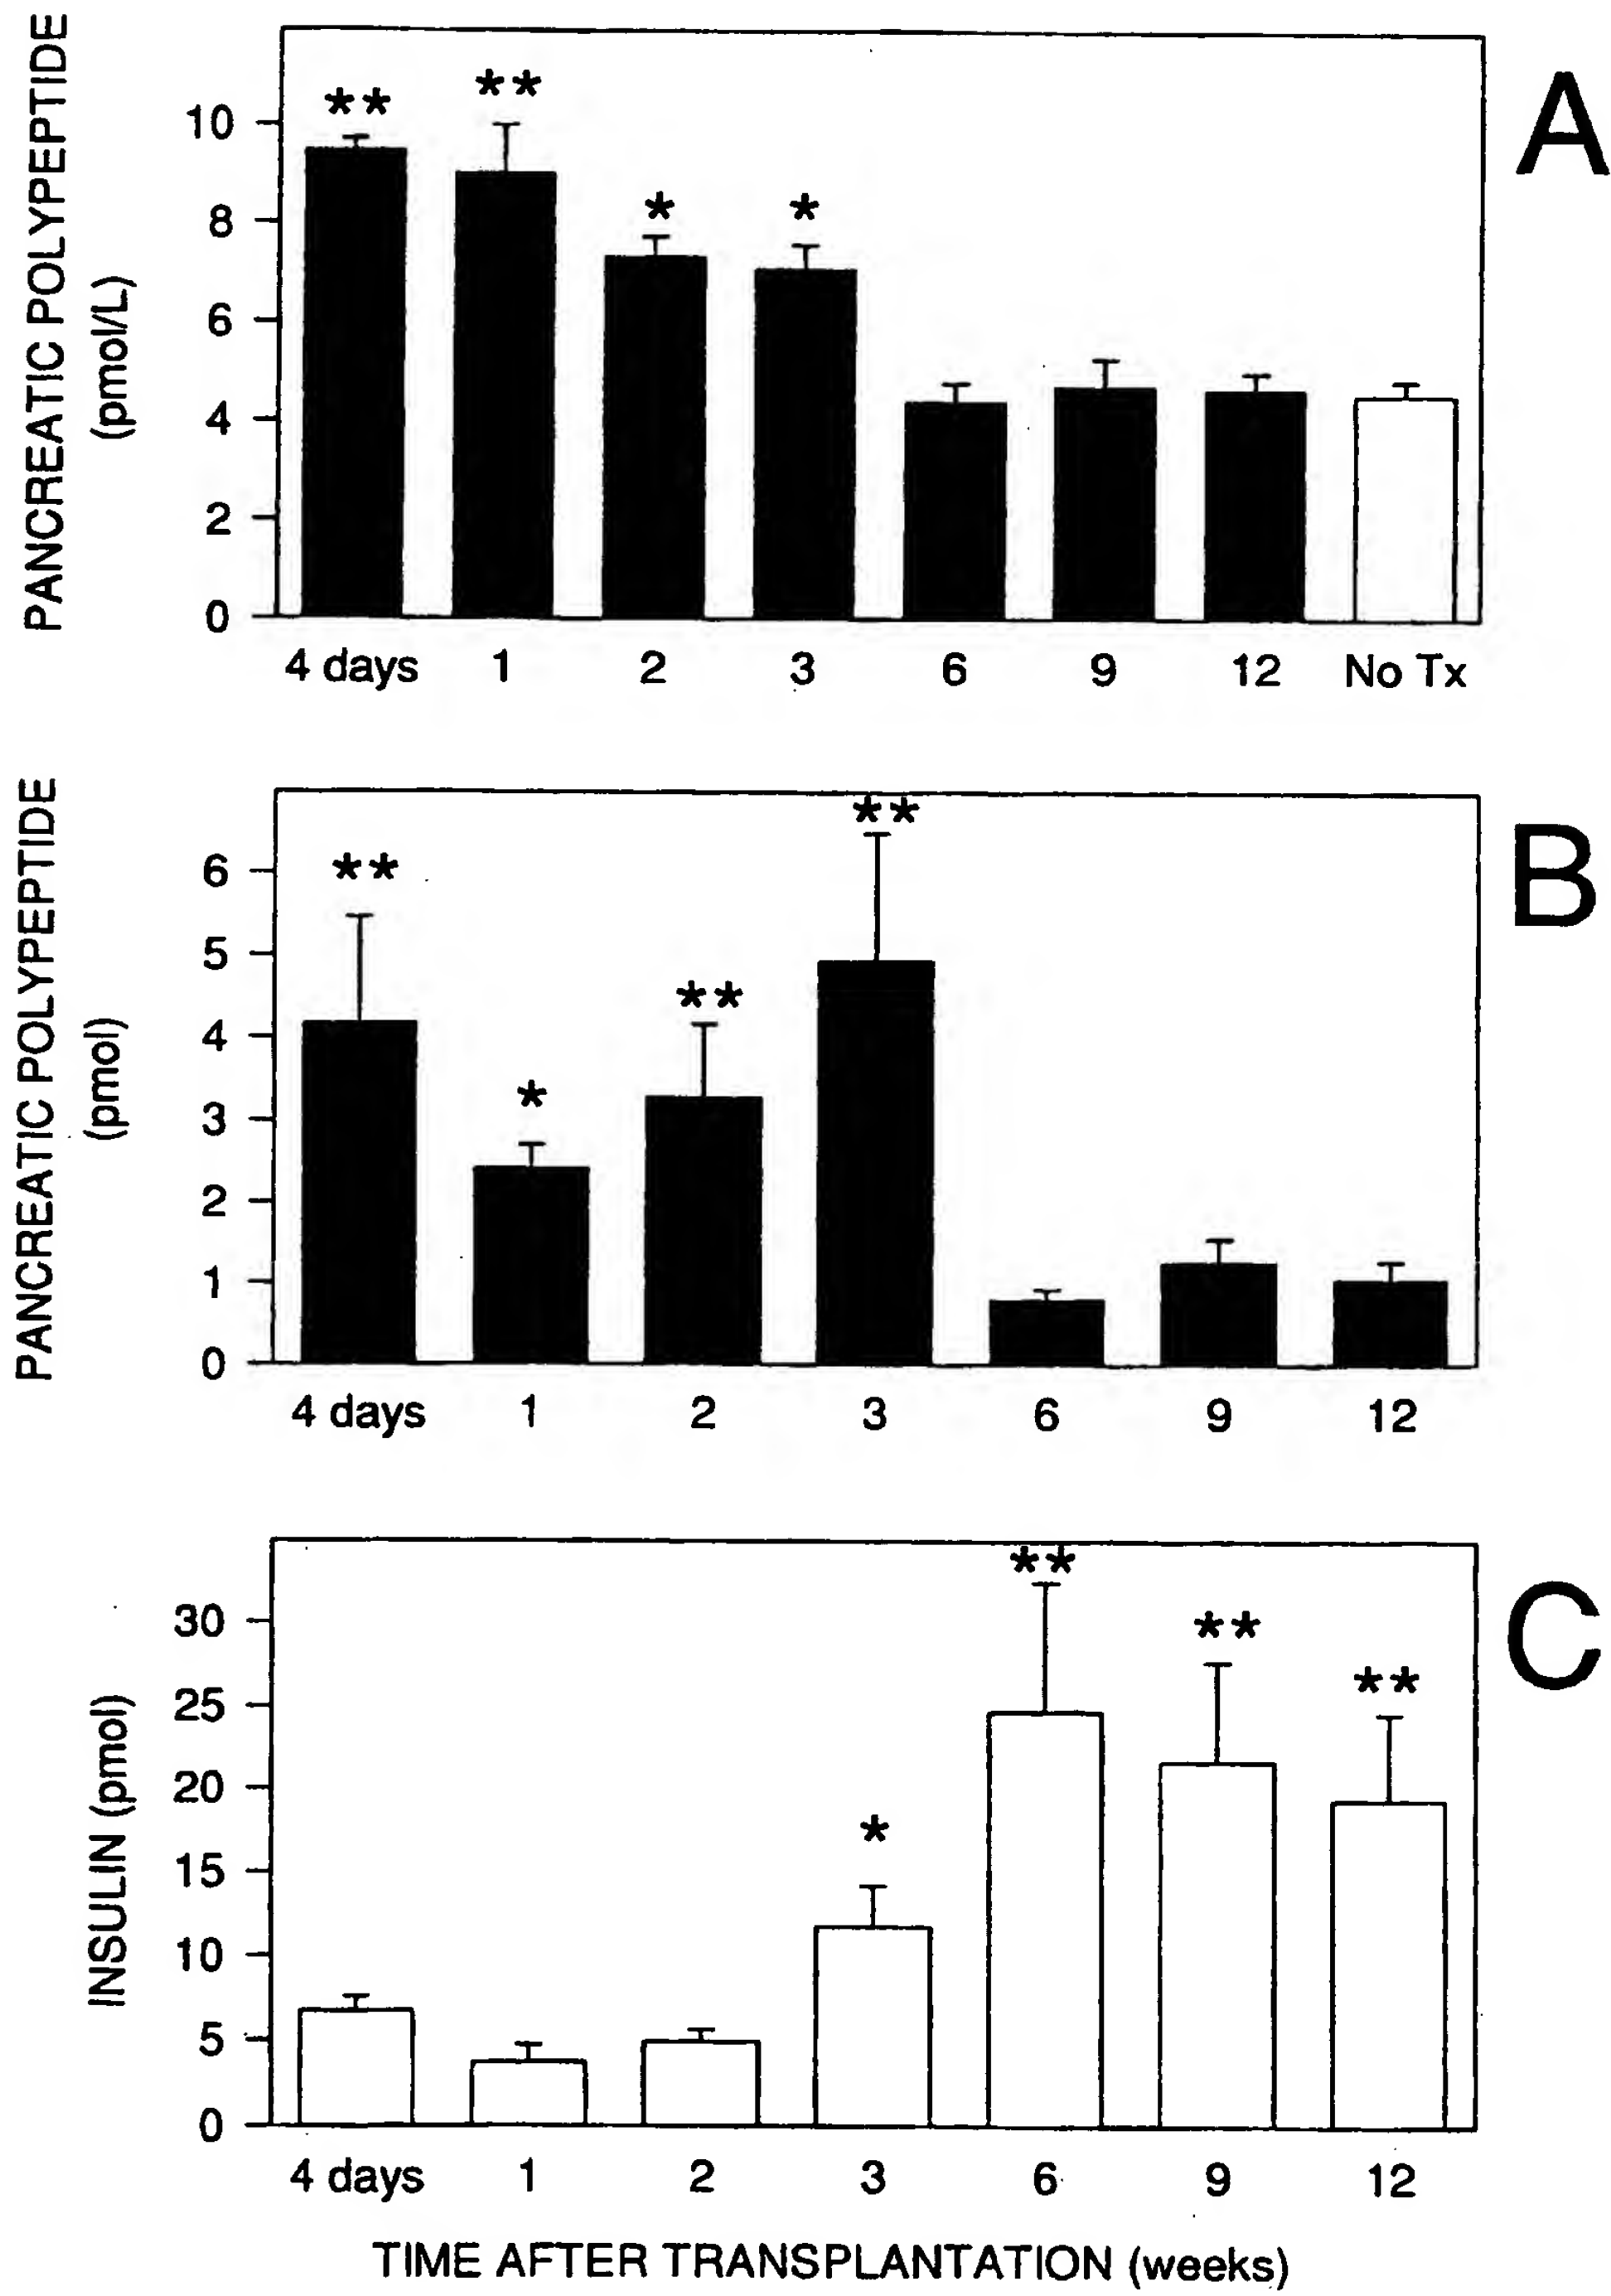 PANCREATIC POLYPEPTIDE
(pmol/L)
A
10
8
6
4
2
0
** ** * *
4 days 1 2 3 6 9 12 No Tx
PANCREATIC POLYPEPTIDE
(pmol)
B
6
5
4
3
2
1
0
** * ** **
4 days 1 2 3 6 9 12
INSULIN (pmol)
C
30
25
20
15
10
5
0
* ** ** **
4 days 1 2 3 6 9 12
TIME AFTER TRANSPLANTATION (weeks)